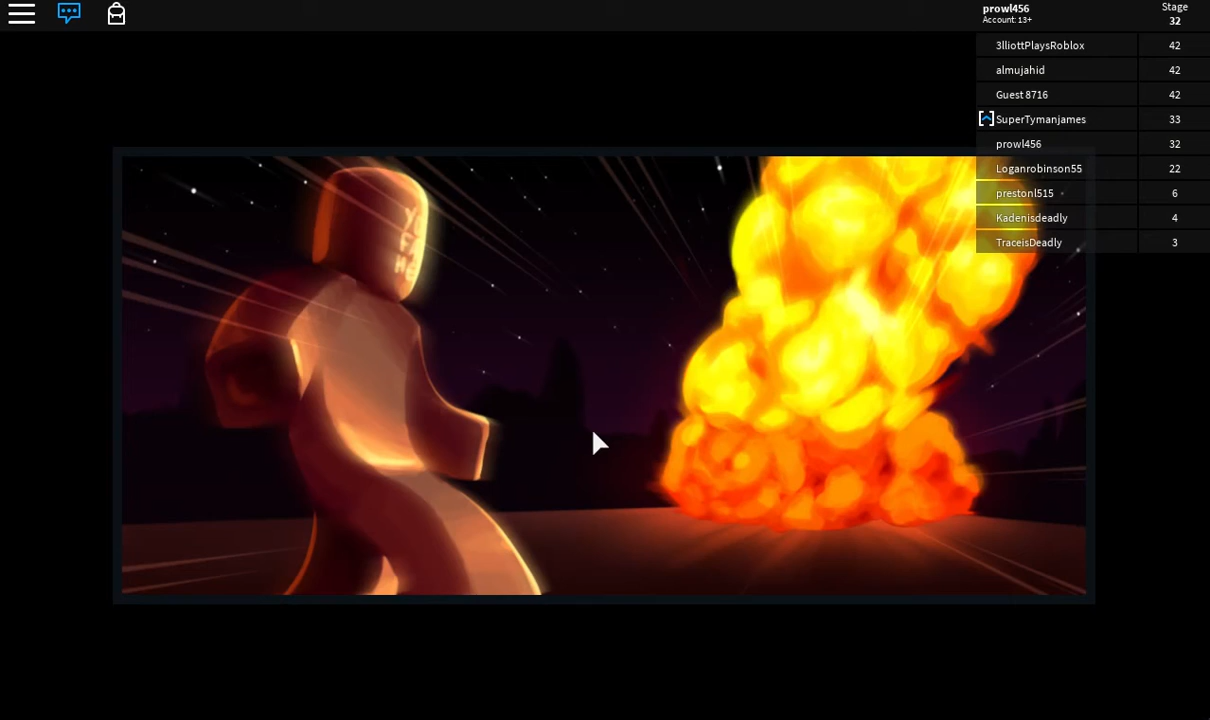 prowl456 Stage
Account: 13+ 32
3lliottPlaysRoblox 42
almujahid 42
Guest 8716 42
SuperTymanjames 33
prowl456 32
Loganrobinson55 22
prestonl515 6
Kadenisdeadly 4
TraceisDeadly 3